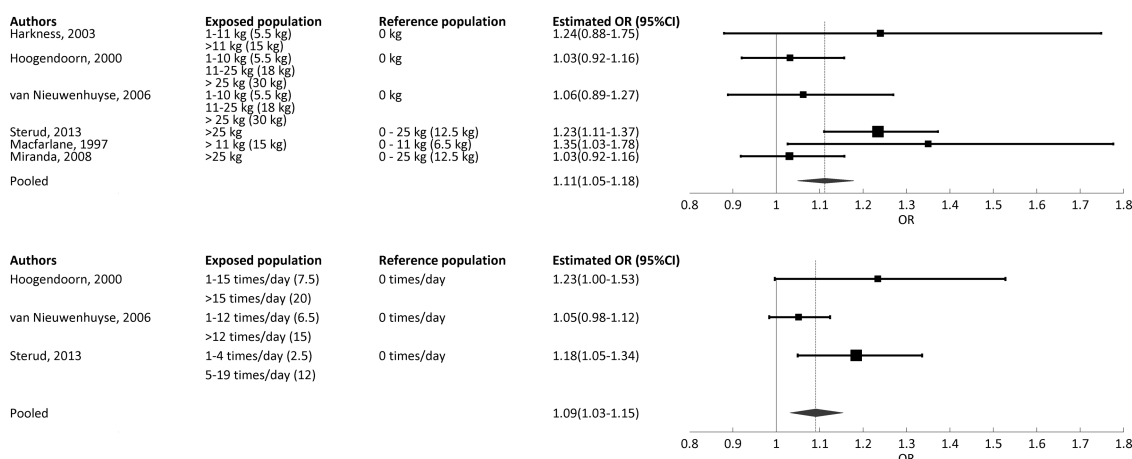 Authors Exposed population Reference population Estimated OR (95%CI)
Harkness, 2003 1-11 kg (5.5 kg) 0 kg 1.24(0.88-1.75)
>11 kg (15 kg)
Hoogendoorn, 2000 1-10 kg (5.5 kg) 0 kg 1.03(0.92-1.16)
11-25 kg (18 kg)
> 25 kg (30 kg)
van Nieuwenhuyse, 2006 1-10 kg (5.5 kg) 0 kg 1.06(0.89-1.27)
11-25 kg (18 kg)
> 25 kg (30 kg)
Sterud, 2013 >25 kg 0 - 25 kg (12.5 kg) 1.23(1.11-1.37)
Macfarlane, 1997 > 11 kg (15 kg) 0 - 11 kg (6.5 kg) 1.35(1.03-1.78)
Miranda, 2008 >25 kg 0 - 25 kg (12.5 kg) 1.03(0.92-1.16)
Pooled 1.11(1.05-1.18)
0.8 0.9 1 1.1 1.2 1.3 1.4 1.5 1.6 1.7 1.8
OR
Authors Exposed population Reference population Estimated OR (95%CI)
Hoogendoorn, 2000 1-15 times/day (7.5) 0 times/day 1.23(1.00-1.53)
>15 times/day (20)
van Nieuwenhuyse, 2006 1-12 times/day (6.5) 0 times/day 1.05(0.98-1.12)
>12 times/day (15)
Sterud, 2013 1-4 times/day (2.5) 0 times/day 1.18(1.05-1.34)
5-19 times/day (12)
Pooled 1.09(1.03-1.15)
0.8 0.9 1 1.1 1.2 1.3 1.4 1.5 1.6 1.7 1.8
OR